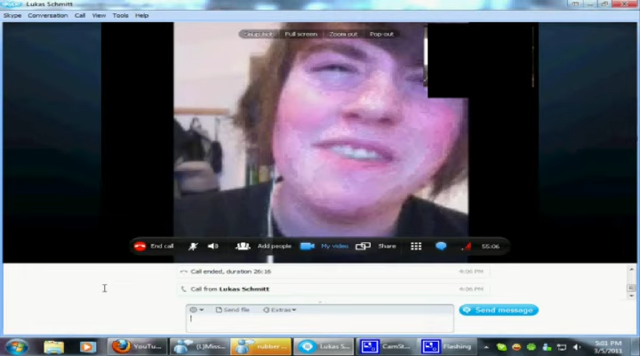 Lukas Schmitt
Skype Conversation Call View Tools Help
Full screen Zoom out Pop-out
End call Add people My video Share 55:06
Call ended, duration 26:16 4:06 PM
Call from Lukas Schmitt 4:06 PM
Send file Extras
Send message
YouTu... (L)Miss... rubber ... Lukas S... CamSt... Flashing 5:01 PM
3/5/2011